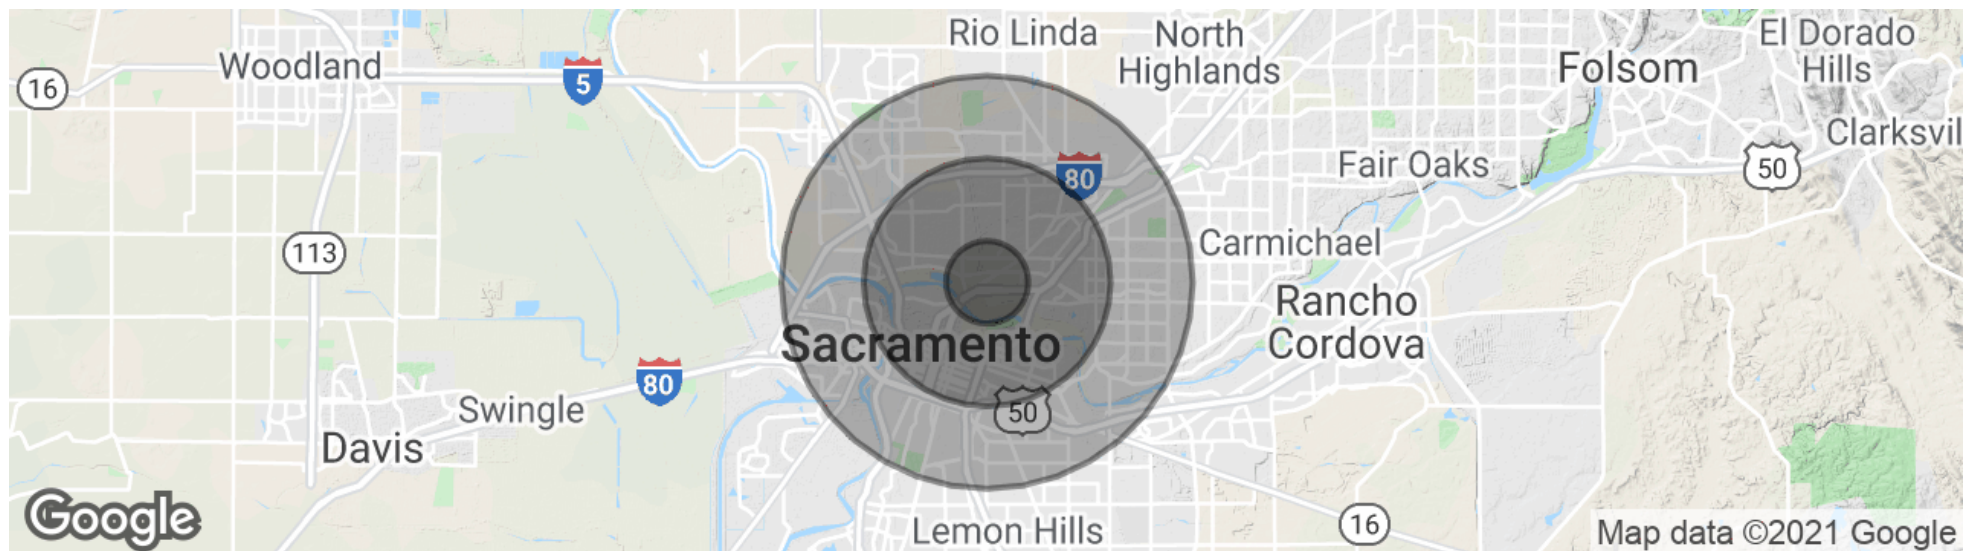 Rio Linda
North
Highlands
El Dorado
Hills
Woodland
Folsom
16
5
Clarksvil
80
Fair Oaks
50
113
Carmichael
Rancho
Cordova
Sacramento
80
Swingle
50
Davis
Google
Lemon Hills
16
Map data ©2021 Google